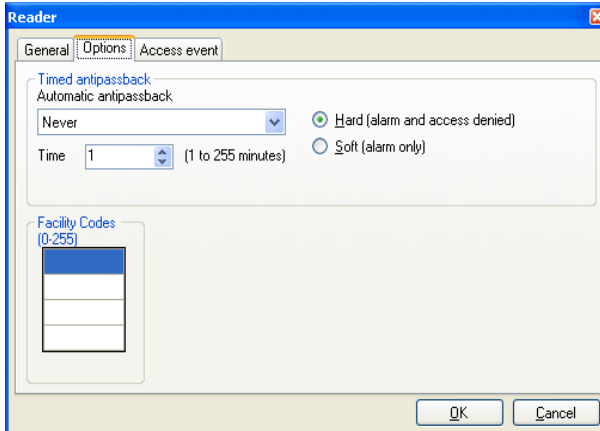 Reader
General Options Access event
Timed antipassback
Automatic antipassback
Never
Hard (alarm and access denied)
Time 1 (1 to 255 minutes)
Soft (alarm only)
Facility Codes
(0-255)
OK Cancel